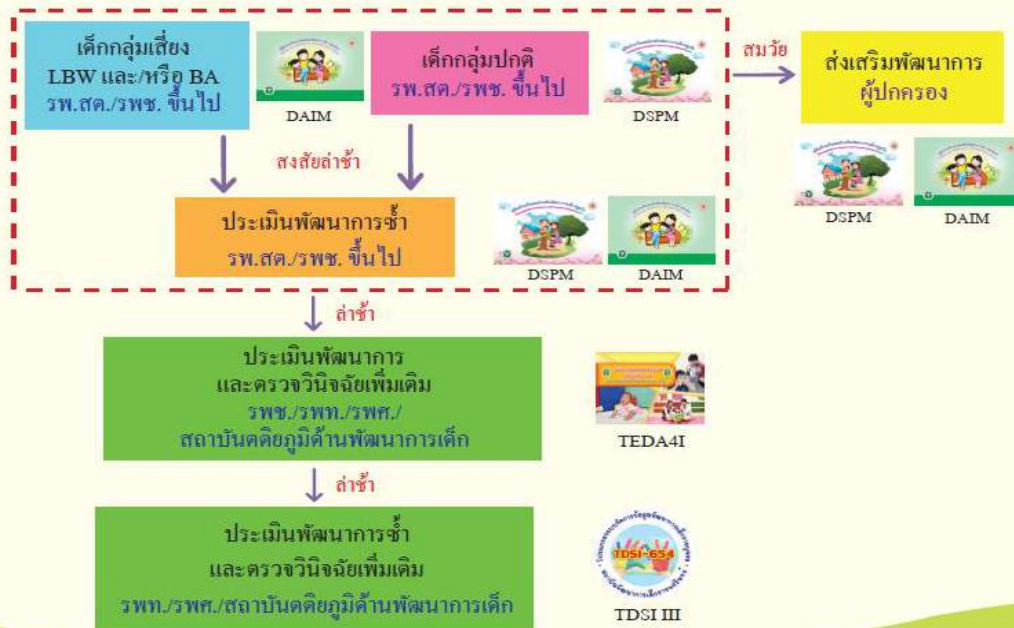 เด็กกลุ่มเสี่ยง
LBW และ/หรือ BA
รพ.สต./รพช. ขึ้นไป
DAIM
เด็กกลุ่มปกติ
รพ.สต./รพช. ขึ้นไป
DSPM
สมวัย
ส่งเสริมพัฒนาการ
ผู้ปกครอง
DSPM
DAIM
สงสัยล่าช้า
ประเมินพัฒนาการซ้ำ
รพ.สต./รพช. ขึ้นไป
DSPM
DAIM
ล่าช้า
ประเมินพัฒนาการ
และตรวจวินิจฉัยเพิ่มเติม
รพช./รพท./รพศ./
สถาบันตติยภูมิด้านพัฒนาการเด็ก
TEDA4I
ล่าช้า
ประเมินพัฒนาการซ้ำ
และตรวจวินิจฉัยเพิ่มเติม
รพท./รพศ./สถาบันตติยภูมิด้านพัฒนาการเด็ก
TDSI-654
TDSI III